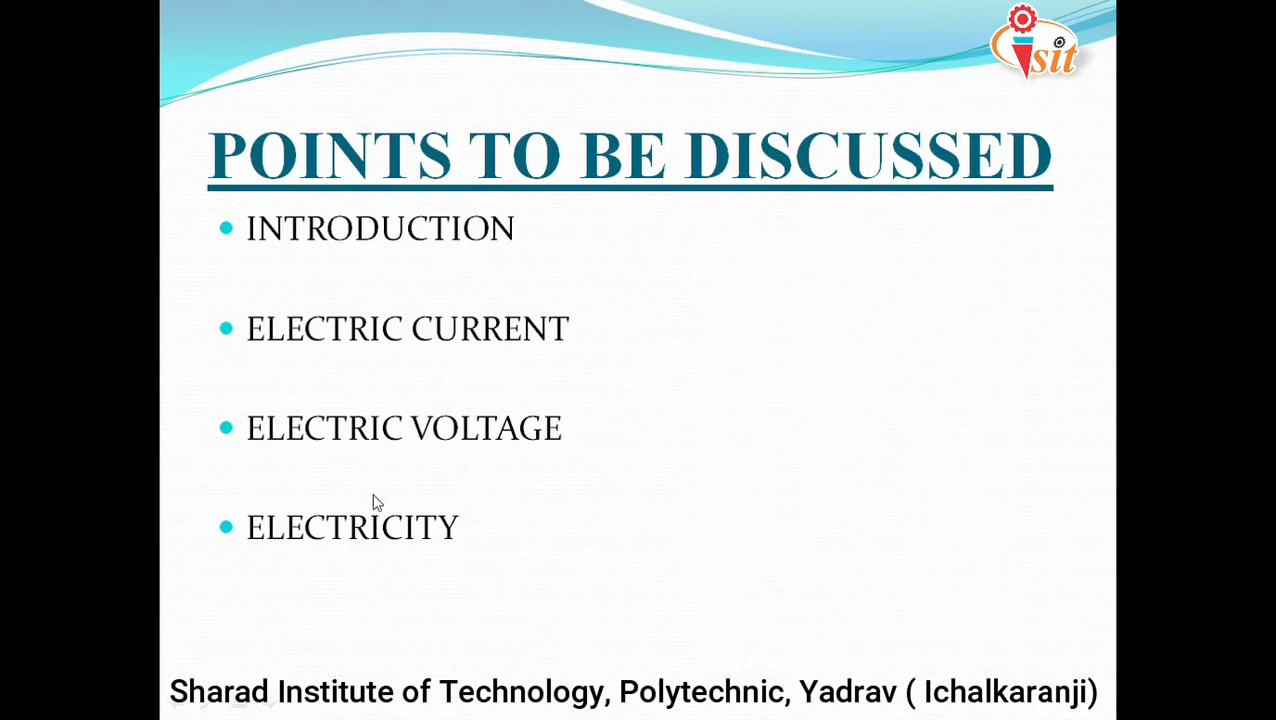 sit
POINTS TO BE DISCUSSED
INTRODUCTION
ELECTRIC CURRENT
ELECTRIC VOLTAGE
ELECTRICITY
Sharad Institute of Technology, Polytechnic, Yadrav ( Ichalkaranji)